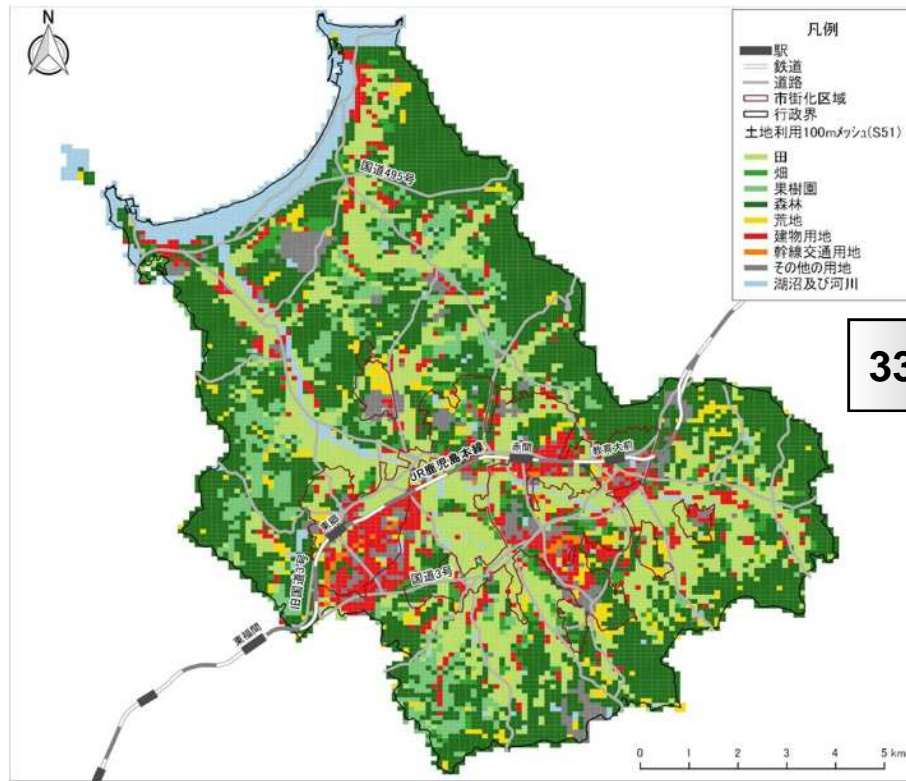 N
凡例
駅
鉄道
道路
市街化区域
行政界
土地利用100mメッシュ(S51)
田
畑
果樹園
森林
荒地
建物用地
幹線交通用地
その他の用地
湖沼及び河川
国道495号
33
JR鹿児島本線
赤間
教育大前
東郷
旧国道3号
国道3号
東福間
0 1 2 3 4 5 km